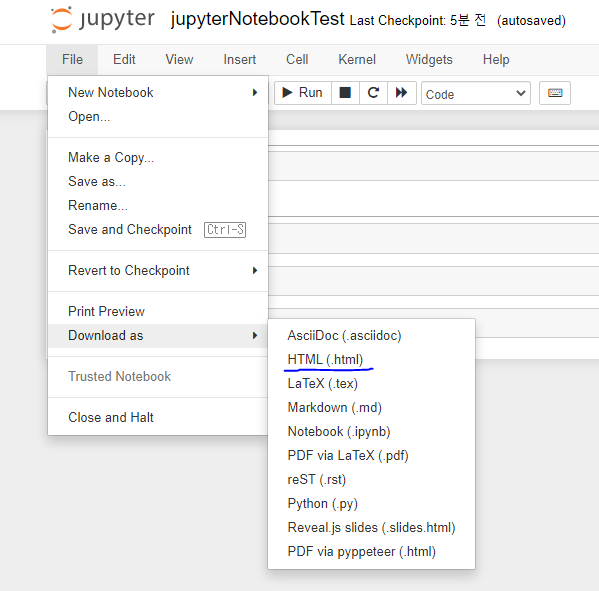 jupyter jupyterNotebookTest Last Checkpoint: 5분 전 (autosaved)
File Edit View Insert Cell Kernel Widgets Help
Run Code
New Notebook
Open...
Make a Copy...
Save as...
Rename...
Save and Checkpoint Ctrl-S
Revert to Checkpoint
Print Preview
Download as
Trusted Notebook
Close and Halt
AsciiDoc (.asciidoc)
HTML (.html)
LaTeX (.tex)
Markdown (.md)
Notebook (.ipynb)
PDF via LaTeX (.pdf)
reST (.rst)
Python (.py)
Reveal.js slides (.slides.html)
PDF via pyppeteer (.html)